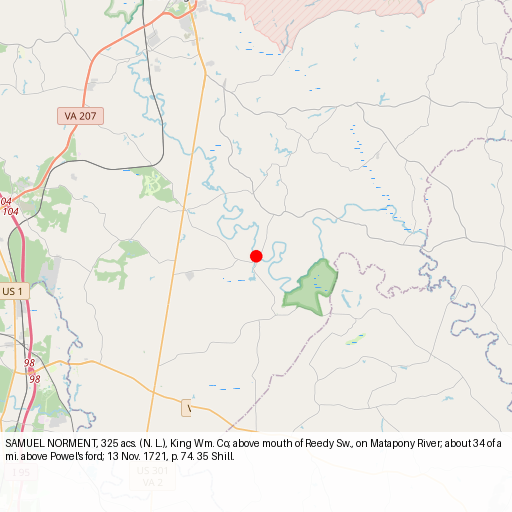 VA 207
04
104
US 1
98
98
V
SAMUEL NORMENT, 325 acs. (N. L.), King Wm. Co; above mouth of Reedy Sw., on Matapony River; about 34 of a
mi. above Powel's ford; 13 Nov. 1721, p. 74. 35 Shill.
I 95
US 301
VA 2